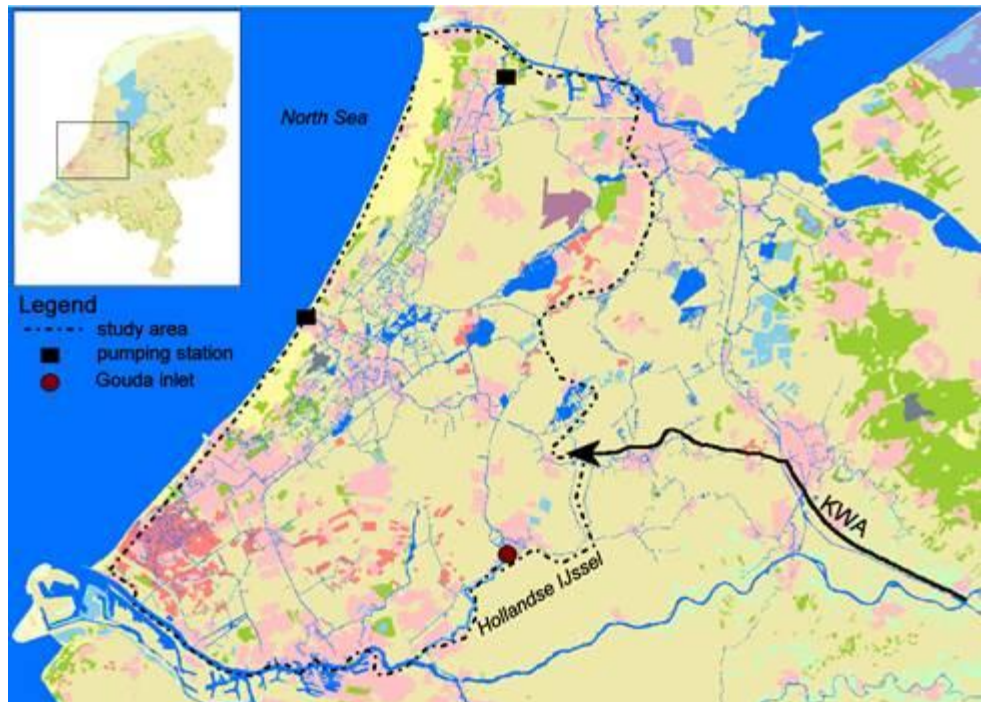 North Sea
Legend
study area
pumping station
Gouda inlet
KWA
Hollandse IJssel